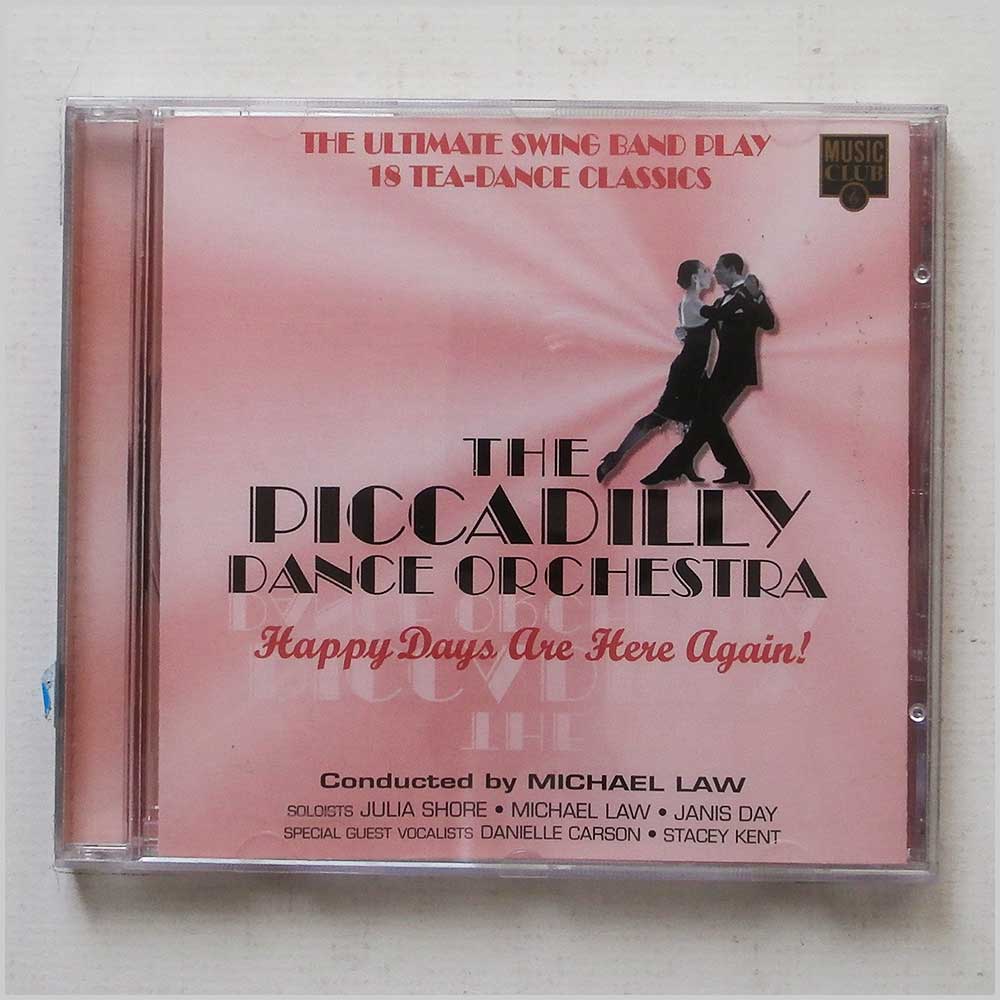 THE ULTIMATE SWING BAND PLAY
18 TEA-DANCE CLASSICS
MUSIC
CLUB
THE
PICCADILLY
DANCE ORCHESTRA
Happy Days Are Here Again!
Conducted by MICHAEL LAW
SOLOISTS JULIA SHORE • MICHAEL LAW • JANIS DAY
SPECIAL GUEST VOCALISTS DANIELLE CARSON • STACEY KENT